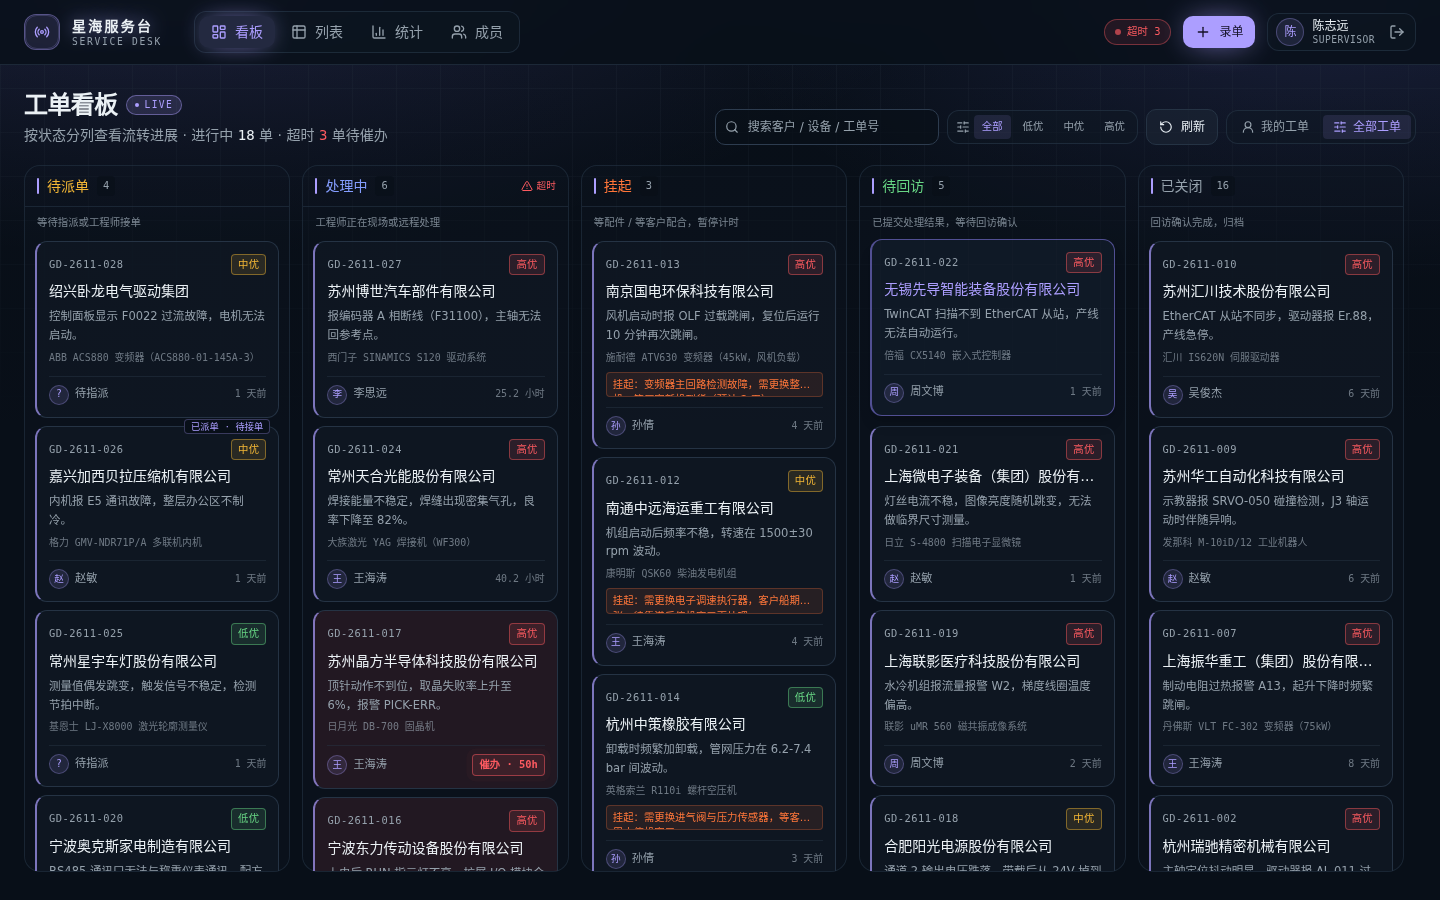 星海服务台
SERVICE DESK
看板
列表
统计
成员
超时 3
录单
陈
陈志远
SUPERVISOR
工单看板
LIVE
按状态分列查看流转进展 · 进行中 18 单 · 超时 3 单待催办
搜索客户 / 设备 / 工单号
全部
低优
中优
高优
刷新
我的工单
全部工单
待派单 4
等待指派或工程师接单
GD-2611-028
中优
绍兴卧龙电气驱动集团
控制面板显示 F0022 过流故障，电机无法
启动。
ABB ACS880 变频器（ACS880-01-145A-3）
?
待指派
1 天前
已派单 · 待接单
GD-2611-026
中优
嘉兴加西贝拉压缩机有限公司
内机报 E5 通讯故障，整层办公区不制
冷。
格力 GMV-NDR71P/A 多联机内机
赵
赵敏
1 天前
GD-2611-025
低优
常州星宇车灯股份有限公司
测量值偶发跳变，触发信号不稳定，检测
节拍中断。
基恩士 LJ-X8000 激光轮廓测量仪
?
待指派
1 天前
GD-2611-020
低优
宁波奥克斯家电制造有限公司
处理中 6
超时
工程师正在现场或远程处理
GD-2611-027
高优
苏州博世汽车部件有限公司
报编码器 A 相断线（F31100），主轴无法
回参考点。
西门子 SINAMICS S120 驱动系统
李
李思远
25.2 小时
GD-2611-024
高优
常州天合光能股份有限公司
焊接能量不稳定，焊缝出现密集气孔，良
率下降至 82%。
大族激光 YAG 焊接机（WF300）
王
王海涛
40.2 小时
GD-2611-017
高优
苏州晶方半导体科技股份有限公司
顶针动作不到位，取晶失败率上升至
6%，报警 PICK-ERR。
日月光 DB-700 固晶机
王
王海涛
催办 · 50h
GD-2611-016
高优
宁波东力传动设备股份有限公司
挂起 3
等配件 / 等客户配合，暂停计时
GD-2611-013
高优
南京国电环保科技有限公司
风机启动时报 OLF 过载跳闸，复位后运行
10 分钟再次跳闸。
施耐德 ATV630 变频器（45kW，风机负载）
挂起：变频器主回路检测故障，需更换整...
孙
孙倩
4 天前
GD-2611-012
中优
南通中远海运重工有限公司
机组启动后频率不稳，转速在 1500±30
rpm 波动。
康明斯 QSK60 柴油发电机组
挂起：需更换电子调速执行器，客户船期...
王
王海涛
4 天前
GD-2611-014
低优
杭州中策橡胶有限公司
卸载时频繁加卸载，管网压力在 6.2-7.4
bar 间波动。
英格索兰 R110i 螺杆空压机
挂起：需更换进气阀与压力传感器，等客...
孙
孙倩
3 天前
待回访 5
已提交处理结果，等待回访确认
GD-2611-022
高优
无锡先导智能装备股份有限公司
TwinCAT 扫描不到 EtherCAT 从站，产线
无法自动运行。
倍福 CX5140 嵌入式控制器
周
周文博
1 天前
GD-2611-021
高优
上海微电子装备（集团）股份有...
灯丝电流不稳，图像亮度随机跳变，无法
做临界尺寸测量。
日立 S-4800 扫描电子显微镜
赵
赵敏
1 天前
GD-2611-019
高优
上海联影医疗科技股份有限公司
水冷机组报流量报警 W2，梯度线圈温度
偏高。
联影 uMR 560 磁共振成像系统
周
周文博
2 天前
GD-2611-018
中优
合肥阳光电源股份有限公司
已关闭 16
回访确认完成，归档
GD-2611-010
高优
苏州汇川技术股份有限公司
EtherCAT 从站不同步，驱动器报 Er.88，
产线急停。
汇川 IS620N 伺服驱动器
吴
吴俊杰
6 天前
GD-2611-009
高优
苏州华工自动化科技有限公司
示教器报 SRVO-050 碰撞检测，J3 轴运
动时伴随异响。
发那科 M-10iD/12 工业机器人
赵
赵敏
6 天前
GD-2611-007
高优
上海振华重工（集团）股份有限...
制动电阻过热报警 A13，起升下降时频繁
跳闸。
丹佛斯 VLT FC-302 变频器（75kW）
王
王海涛
8 天前
GD-2611-002
高优
杭州瑞驰精密机械有限公司